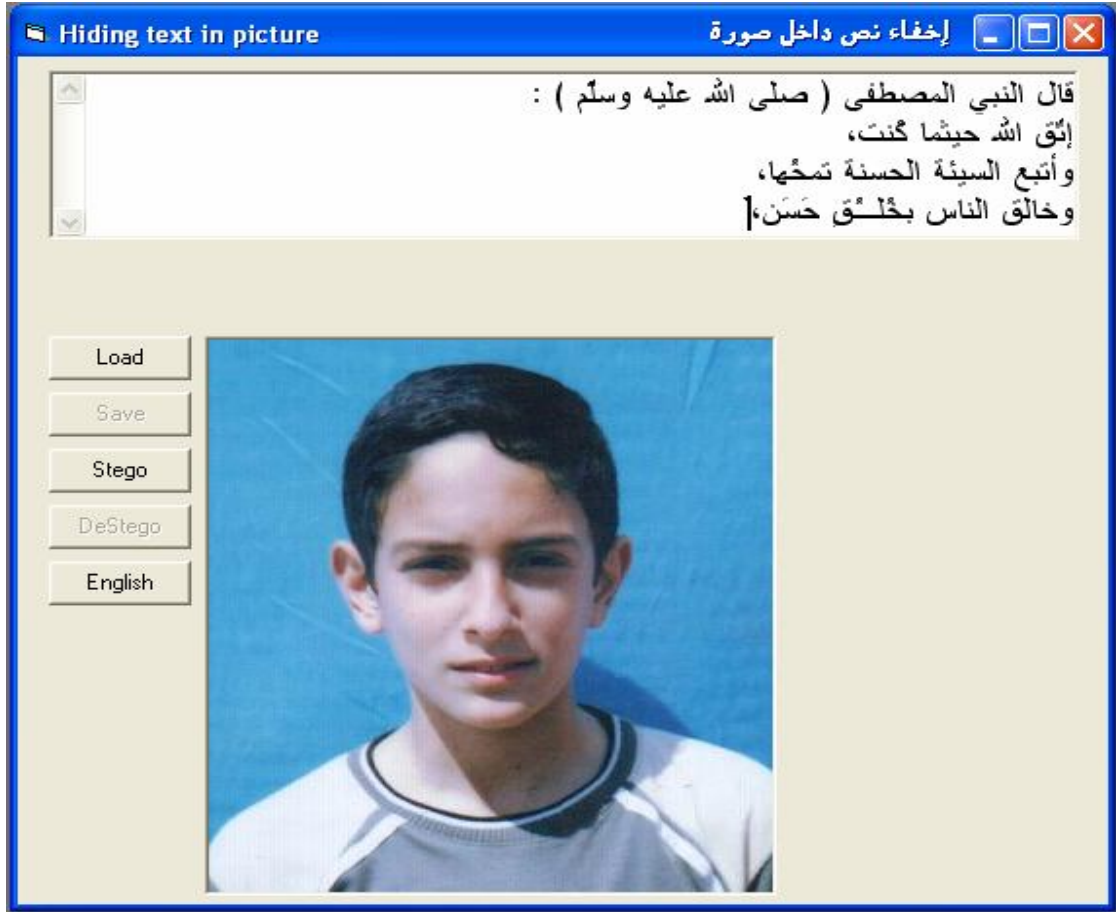 Hiding text in picture إخفاء نص داخل صورة
قال النبي المصطفى ( صلى الله عليه وسلّم ) :
إتّق الله حيثما كُنت،
وأتبع السيئة الحسنة تمحُها،
وخالق الناس بخُلــُقٍ حَسَن،
Load
Save
Stego
DeStego
English